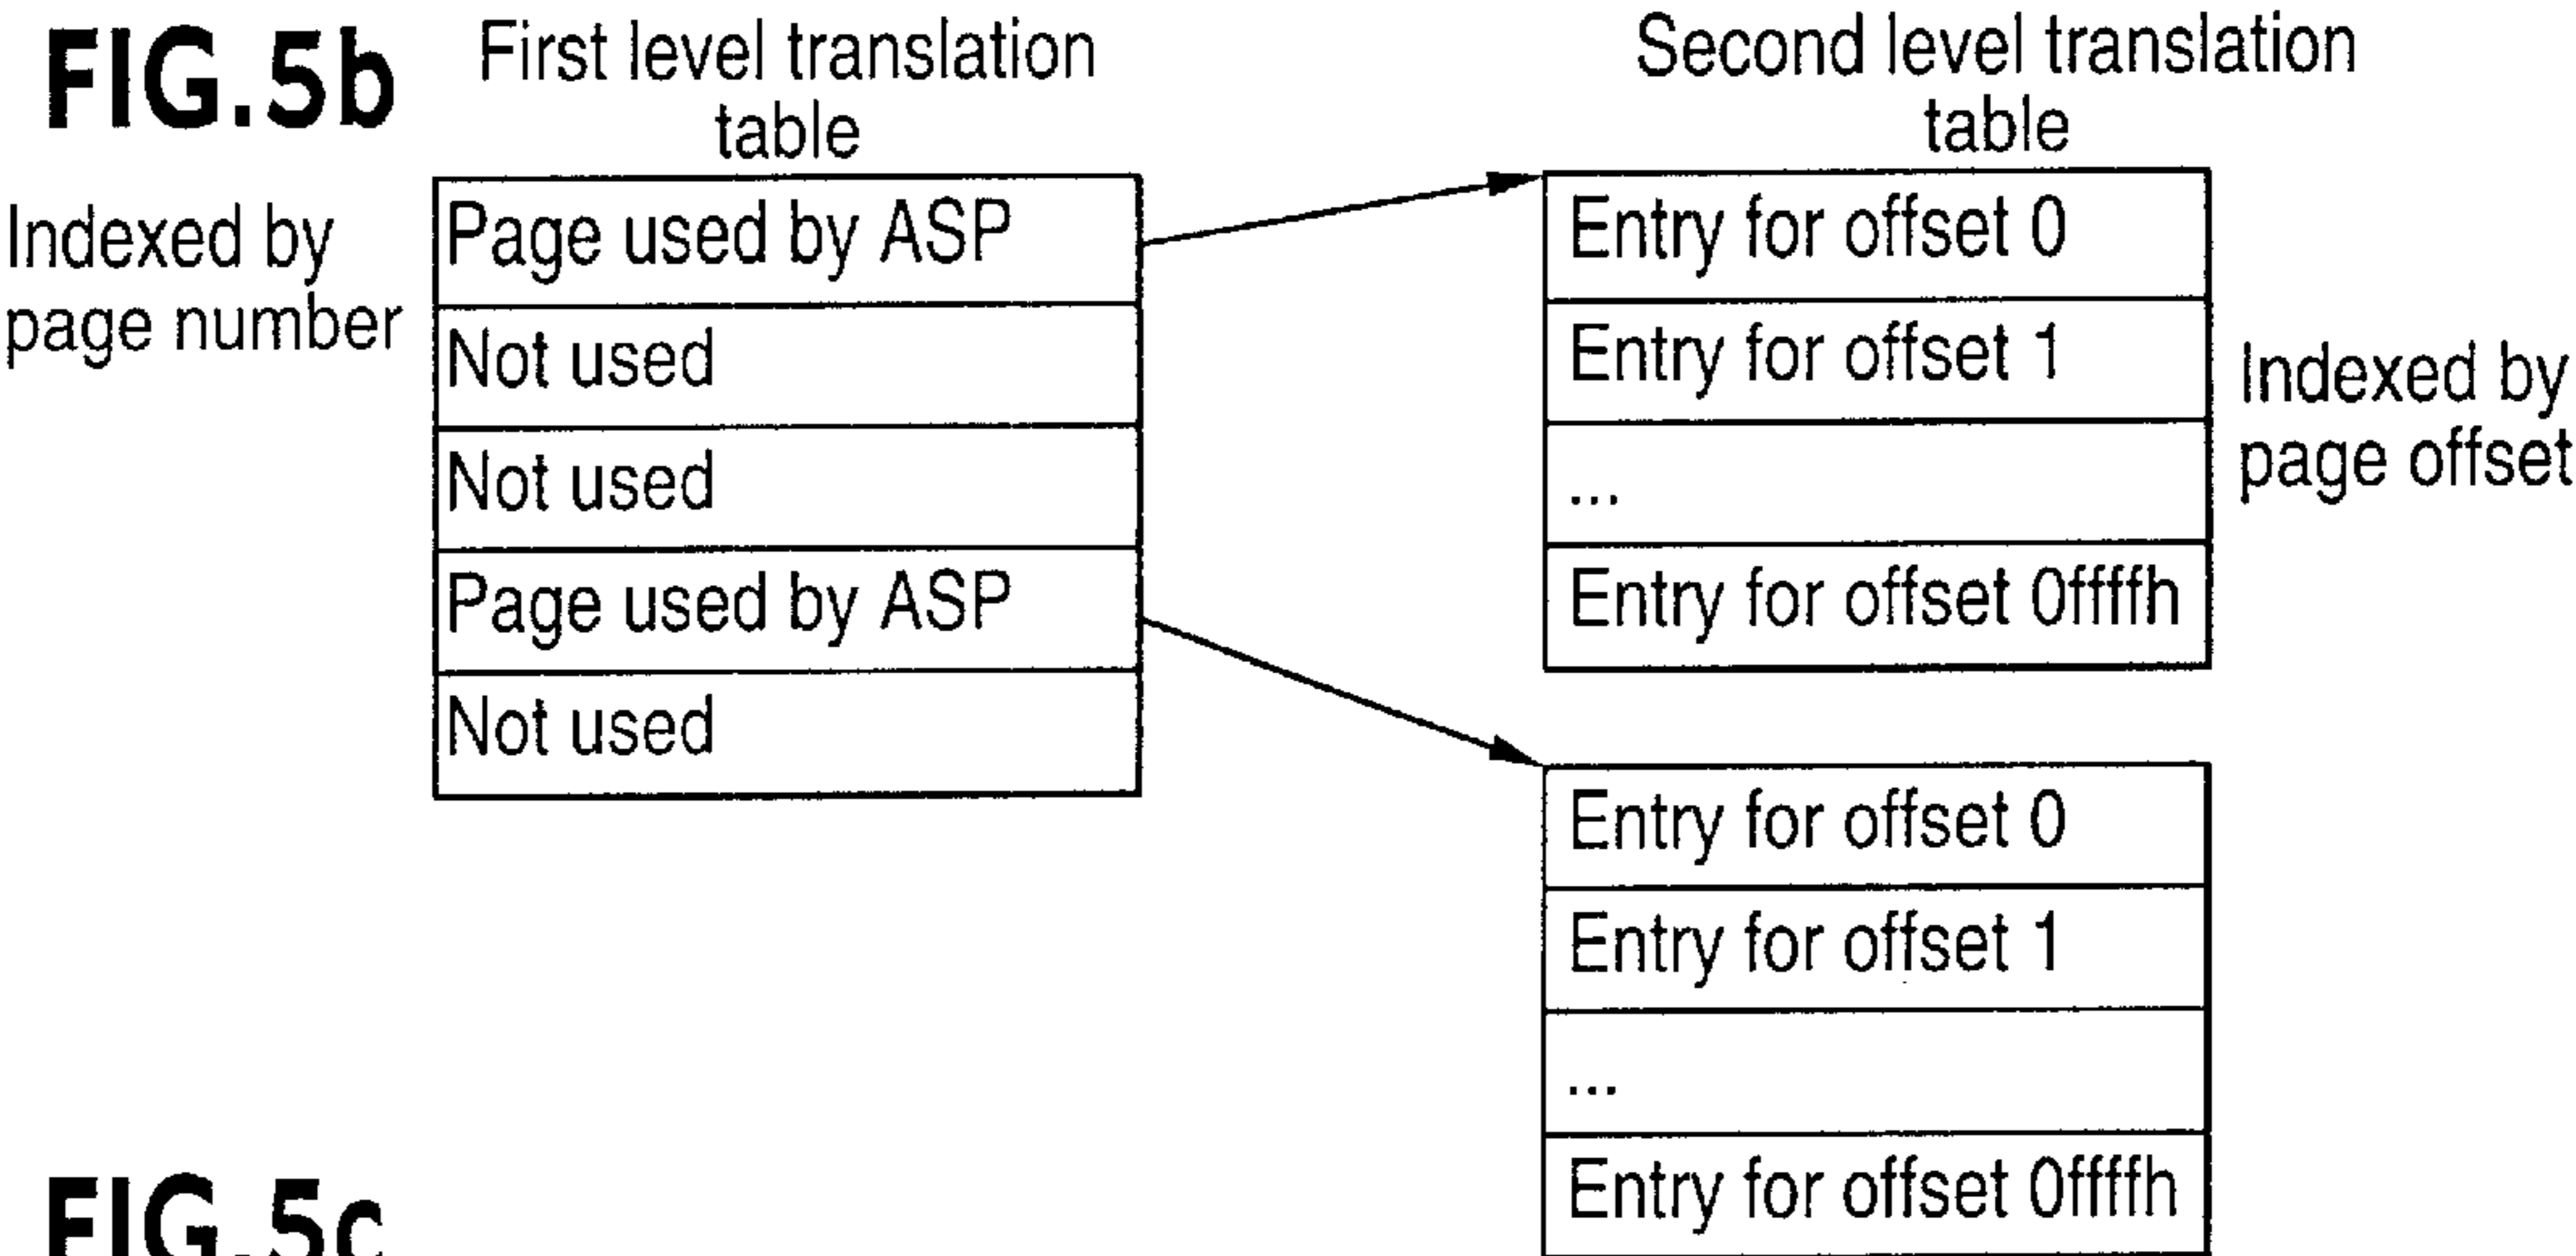 FIG.5b
First level translation
table
Second level translation
table
Indexed by
page number
Page used by ASP
Not used
Not used
Page used by ASP
Not used
Entry for offset 0
Entry for offset 1
...
Entry for offset 0ffffh
Indexed by
page offset
Entry for offset 0
Entry for offset 1
...
Entry for offset 0ffffh
FIG.5c